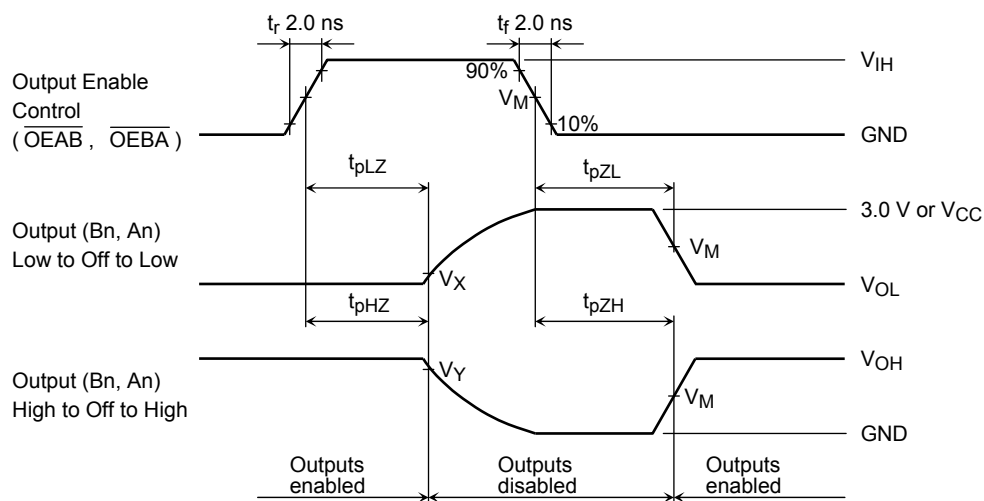 tr 2.0 ns
tf 2.0 ns
Output Enable
Control
( OEAB , OEBA )
90%
VM
10%
VIH
GND
tpLZ
tpZL
Output (Bn, An)
Low to Off to Low
VX
VM
3.0 V or VCC
VOL
tpHZ
tpZH
Output (Bn, An)
High to Off to High
VY
VM
VOH
GND
Outputs
enabled
Outputs
disabled
Outputs
enabled